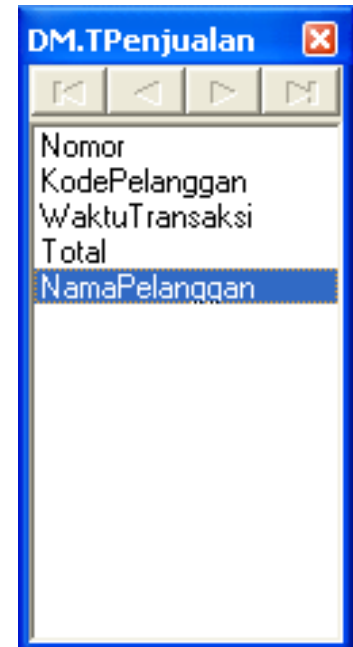 DM.TPenjualan
Nomor
KodePelanggan
WaktuTransaksi
Total
NamaPelanggan